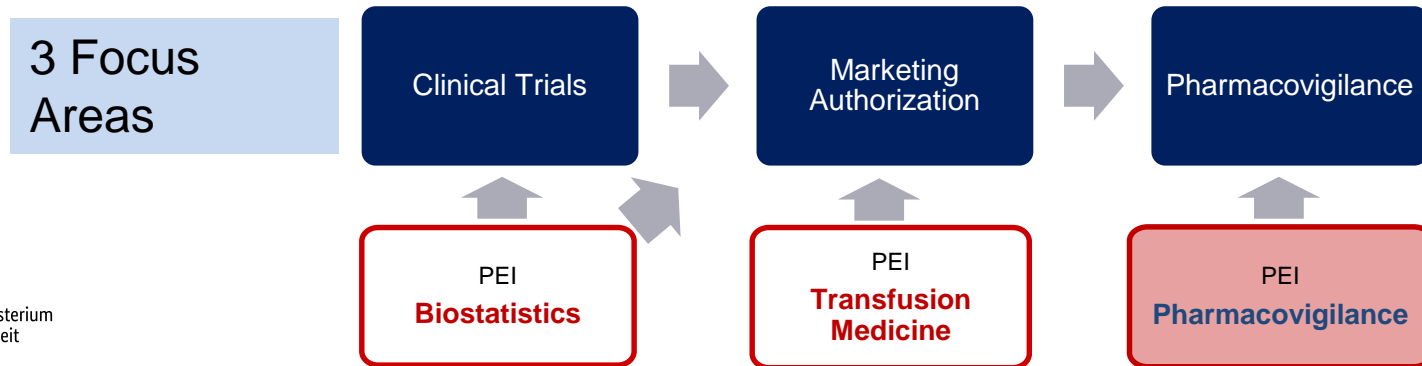 3 Focus
Areas
Clinical Trials
Marketing
Authorization
Pharmacovigilance
PEI
Biostatistics
PEI
Transfusion
Medicine
PEI
Pharmacovigilance
sterium
eit